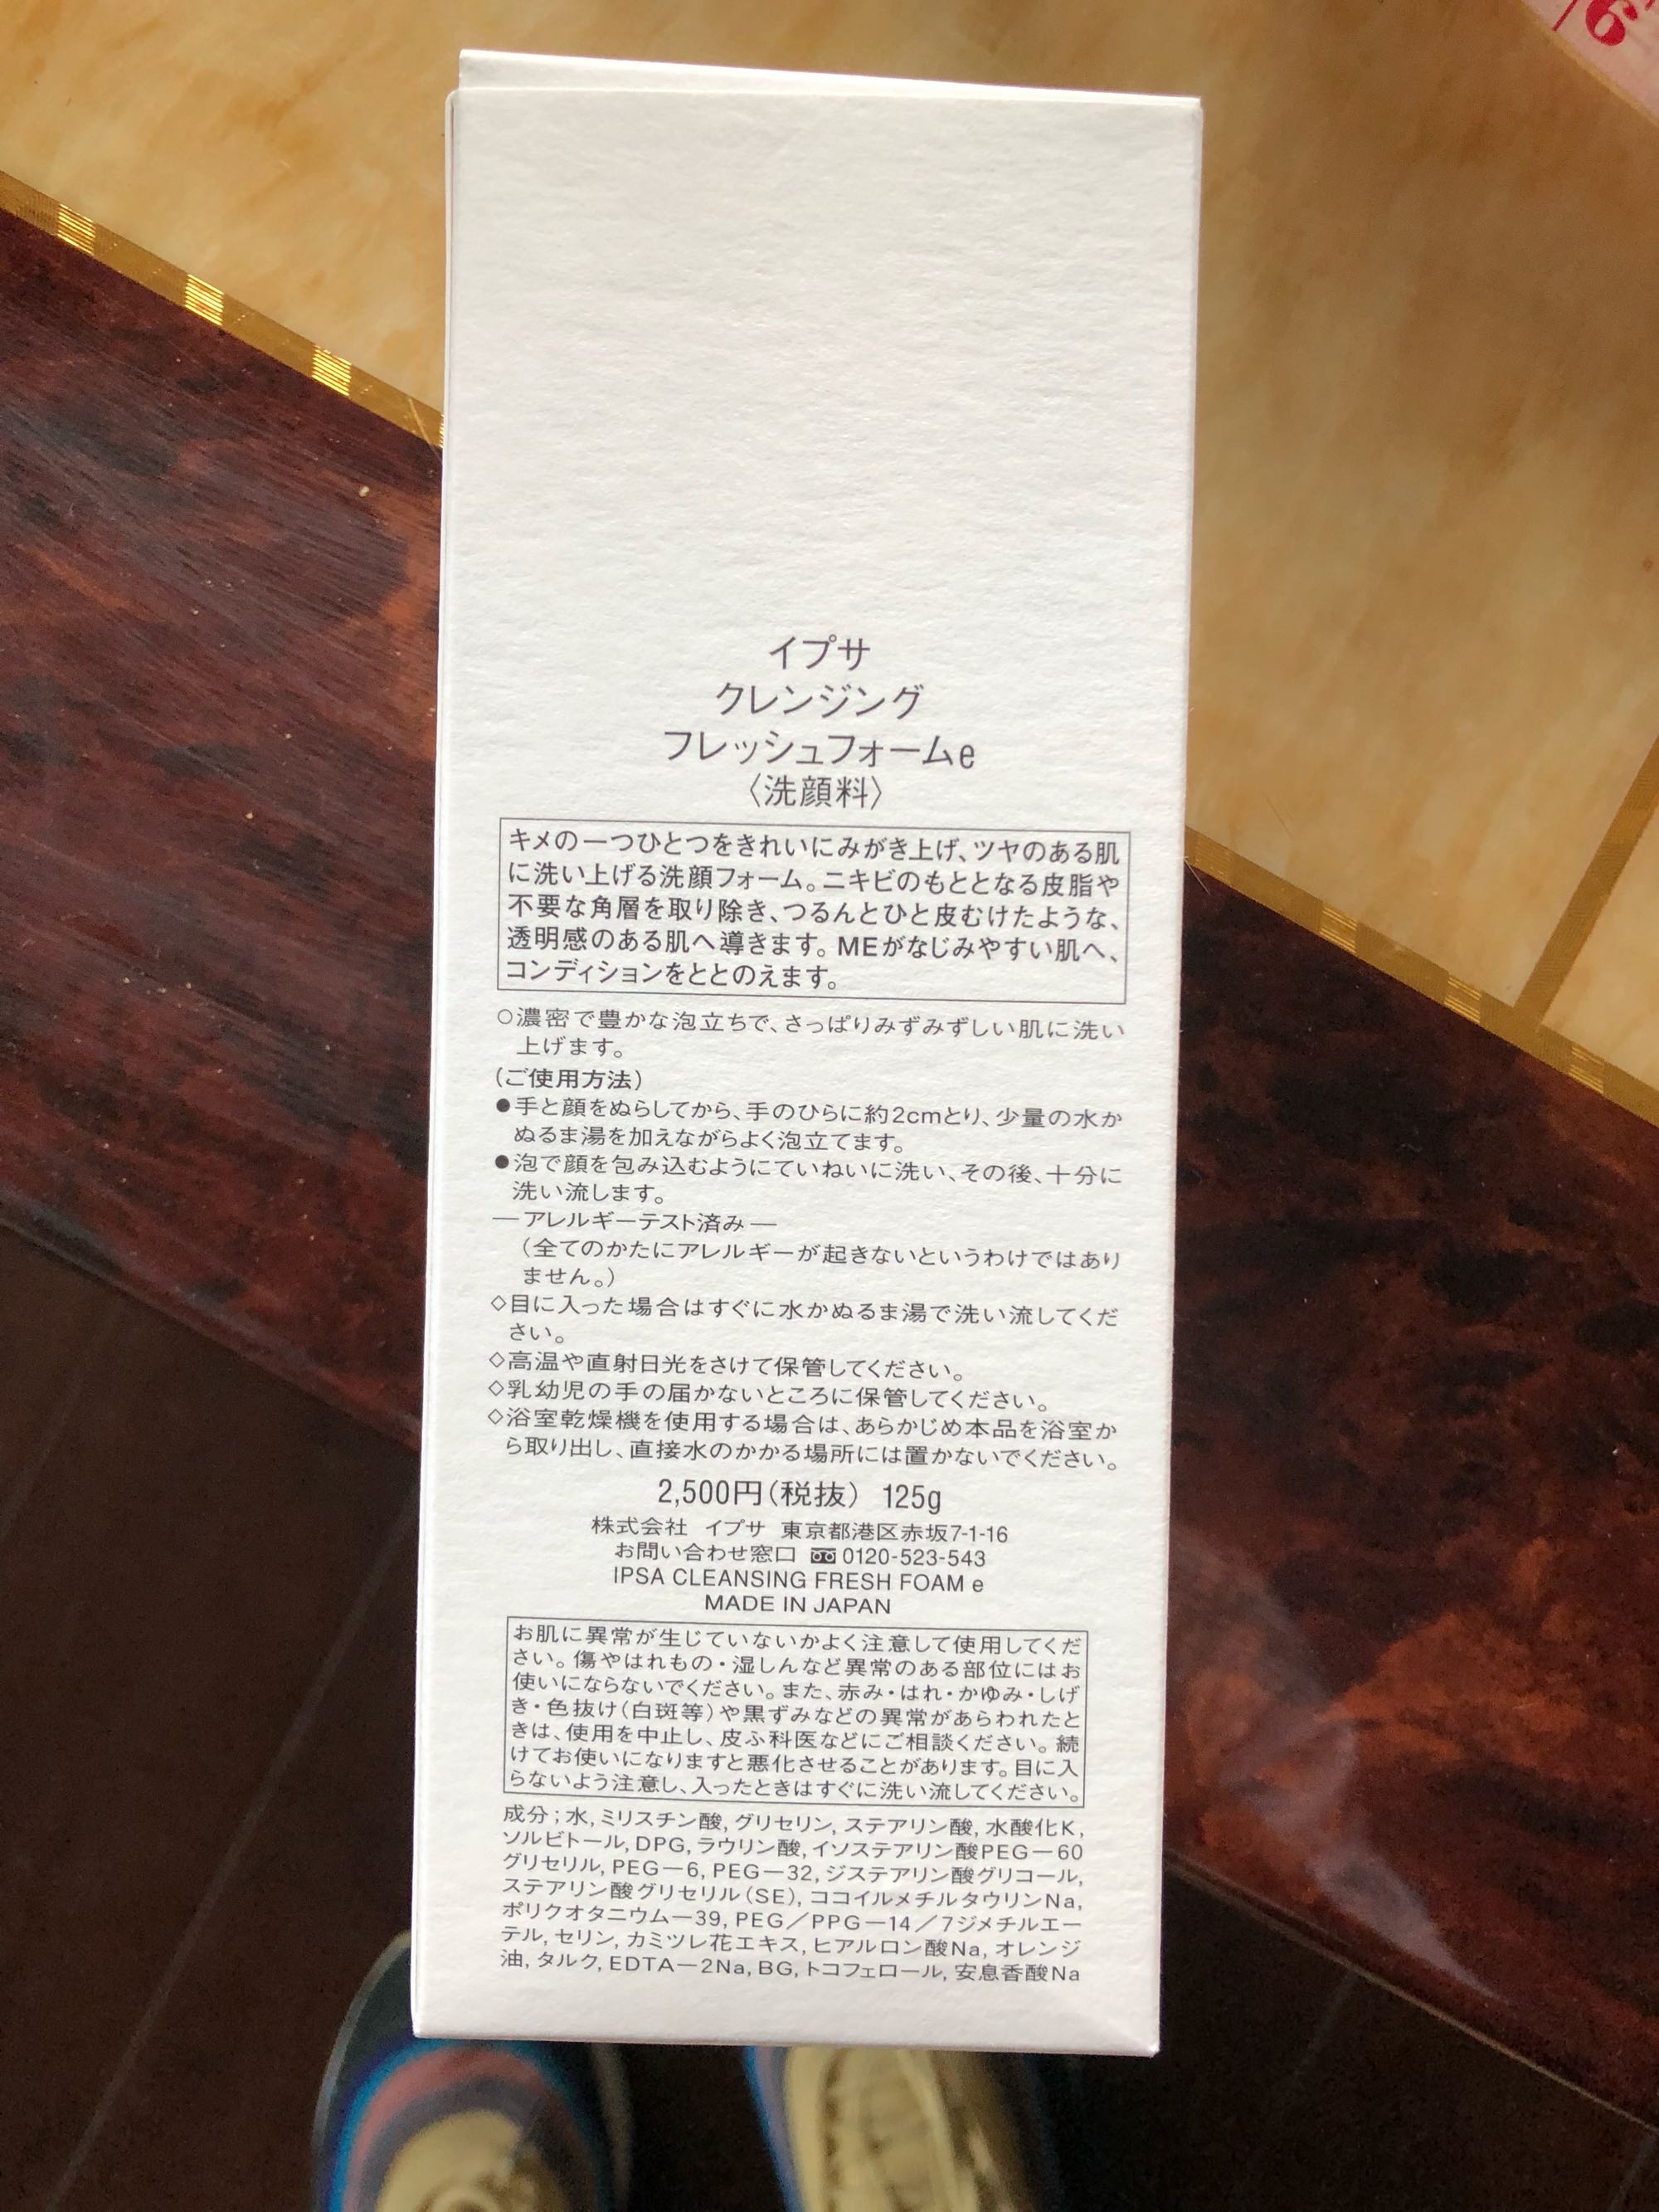 イプサ
クレンジング
フレッシュフォームe
〈洗顔料〉
キメの一つひとつをきれいにみがき上げ、ツヤのある肌
に洗い上げる洗顔フォーム。ニキビのもととなる皮脂や
不要な角層を取り除き、つるんとひと皮むけたような、
透明感のある肌へ導きます。MEがなじみやすい肌へ、
コンディションをととのえます。
○濃密で豊かな泡立ちで、さっぱりみずみずしい肌に洗い
上げます。
(ご使用方法)
●手と顔をぬらしてから、手のひらに約2cmとり、少量の水か
ぬるま湯を加えながらよく泡立てます。
●泡で顔を包み込むようにていねいに洗い、その後、十分に
洗い流します。
—アレルギーテスト済み—
(全てのかたにアレルギーが起きないというわけではあり
ません。)
◇目に入った場合はすぐに水かぬるま湯で洗い流してくだ
さい。
◇高温や直射日光をさけて保管してください。
◇乳幼児の手の届かないところに保管してください。
◇浴室乾燥機を使用する場合は、あらかじめ本品を浴室か
ら取り出し、直接水のかかる場所には置かないでください。
2,500円(税抜) 125g
株式会社 イプサ 東京都港区赤坂7-1-16
お問い合わせ窓口 0120-523-543
IPSA CLEANSING FRESH FOAM e
MADE IN JAPAN
お肌に異常が生じていないかよく注意して使用してくだ
さい。傷やはれもの・湿しんなど異常のある部位にはお
使いにならないでください。また、赤み・はれ・かゆみ・しげ
き・色抜け(白斑等)や黒ずみなどの異常があらわれたと
きは、使用を中止し、皮ふ科医などにご相談ください。続
けてお使いになりますと悪化させることがあります。目に入
らないよう注意し、入ったときはすぐに洗い流してください。
成分;水,ミリスチン酸,グリセリン,ステアリン酸,水酸化K,
ソルビトール,DPG,ラウリン酸,イソステアリン酸PEG-60
グリセリル,PEG-6,PEG-32,ジステアリン酸グリコール,
ステアリン酸グリセリル(SE),ココイルメチルタウリンNa,
ポリクオタニウム-39,PEG/PPG-14/7ジメチルエー
テル,セリン,カミツレ花エキス,ヒアルロン酸Na,オレンジ
油,タルク,EDTA-2Na,BG,トコフェロール,安息香酸Na